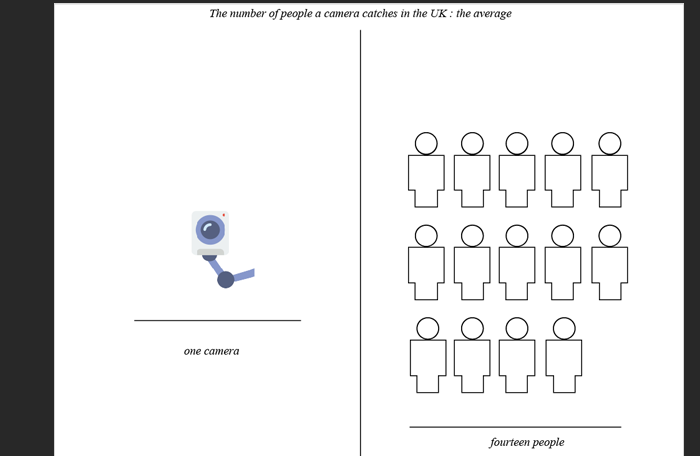 The number of people a camera catches in the UK : the average
one camera
fourteen people